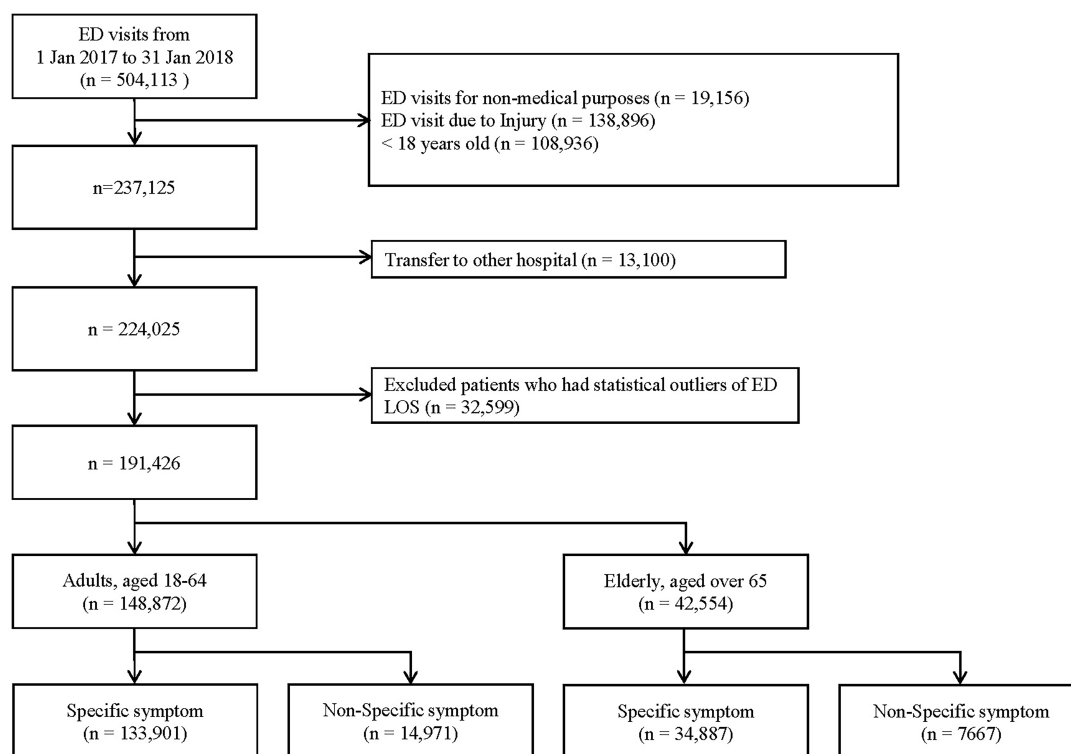 ED visits from
1 Jan 2017 to 31 Jan 2018
(n = 504,113 )
ED visits for non-medical purposes (n = 19,156)
ED visit due to Injury (n = 138,896)
< 18 years old (n = 108,936)
n=237,125
Transfer to other hospital (n = 13,100)
n = 224,025
Excluded patients who had statistical outliers of ED
LOS (n = 32,599)
n = 191,426
Adults, aged 18-64
(n = 148,872)
Elderly, aged over 65
(n = 42,554)
Specific symptom
(n = 133,901)
Non-Specific symptom
(n = 14,971)
Specific symptom
(n = 34,887)
Non-Specific symptom
(n = 7667)